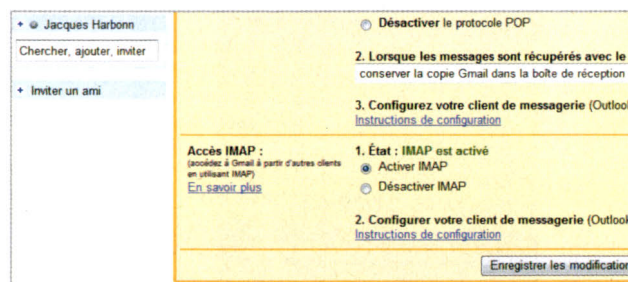 + Jacques Harbonn
Chercher, ajouter, inviter
+ Inviter un ami
Désactiver le protocole POP
2. Lorsque les messages sont récupérés avec le
conserver la copie Gmail dans la boîte de réception
3. Configurez votre client de messagerie (Outloo
Instructions de configuration
Accès IMAP :
(accédez à Gmail à partir d'autres clients
en utilisant IMAP)
En savoir plus
1. État : IMAP est activé
Activer IMAP
Désactiver IMAP
2. Configurer votre client de messagerie (Outloo
Instructions de configuration
Enregistrer les modification